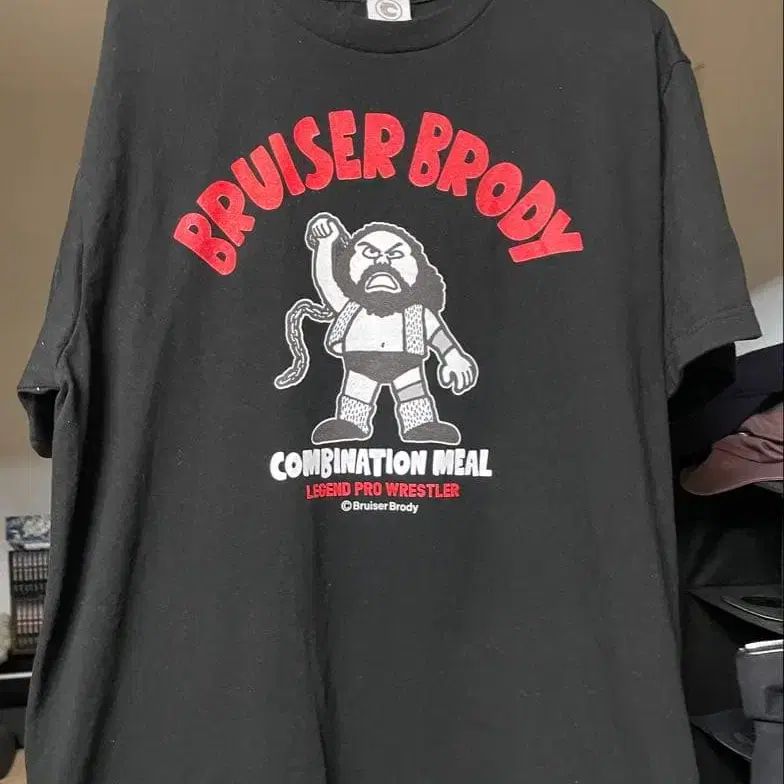 BRUISER BRODY
COMBINATION MEAL
LEGEND PRO WRESTLER
©Bruiser Brody